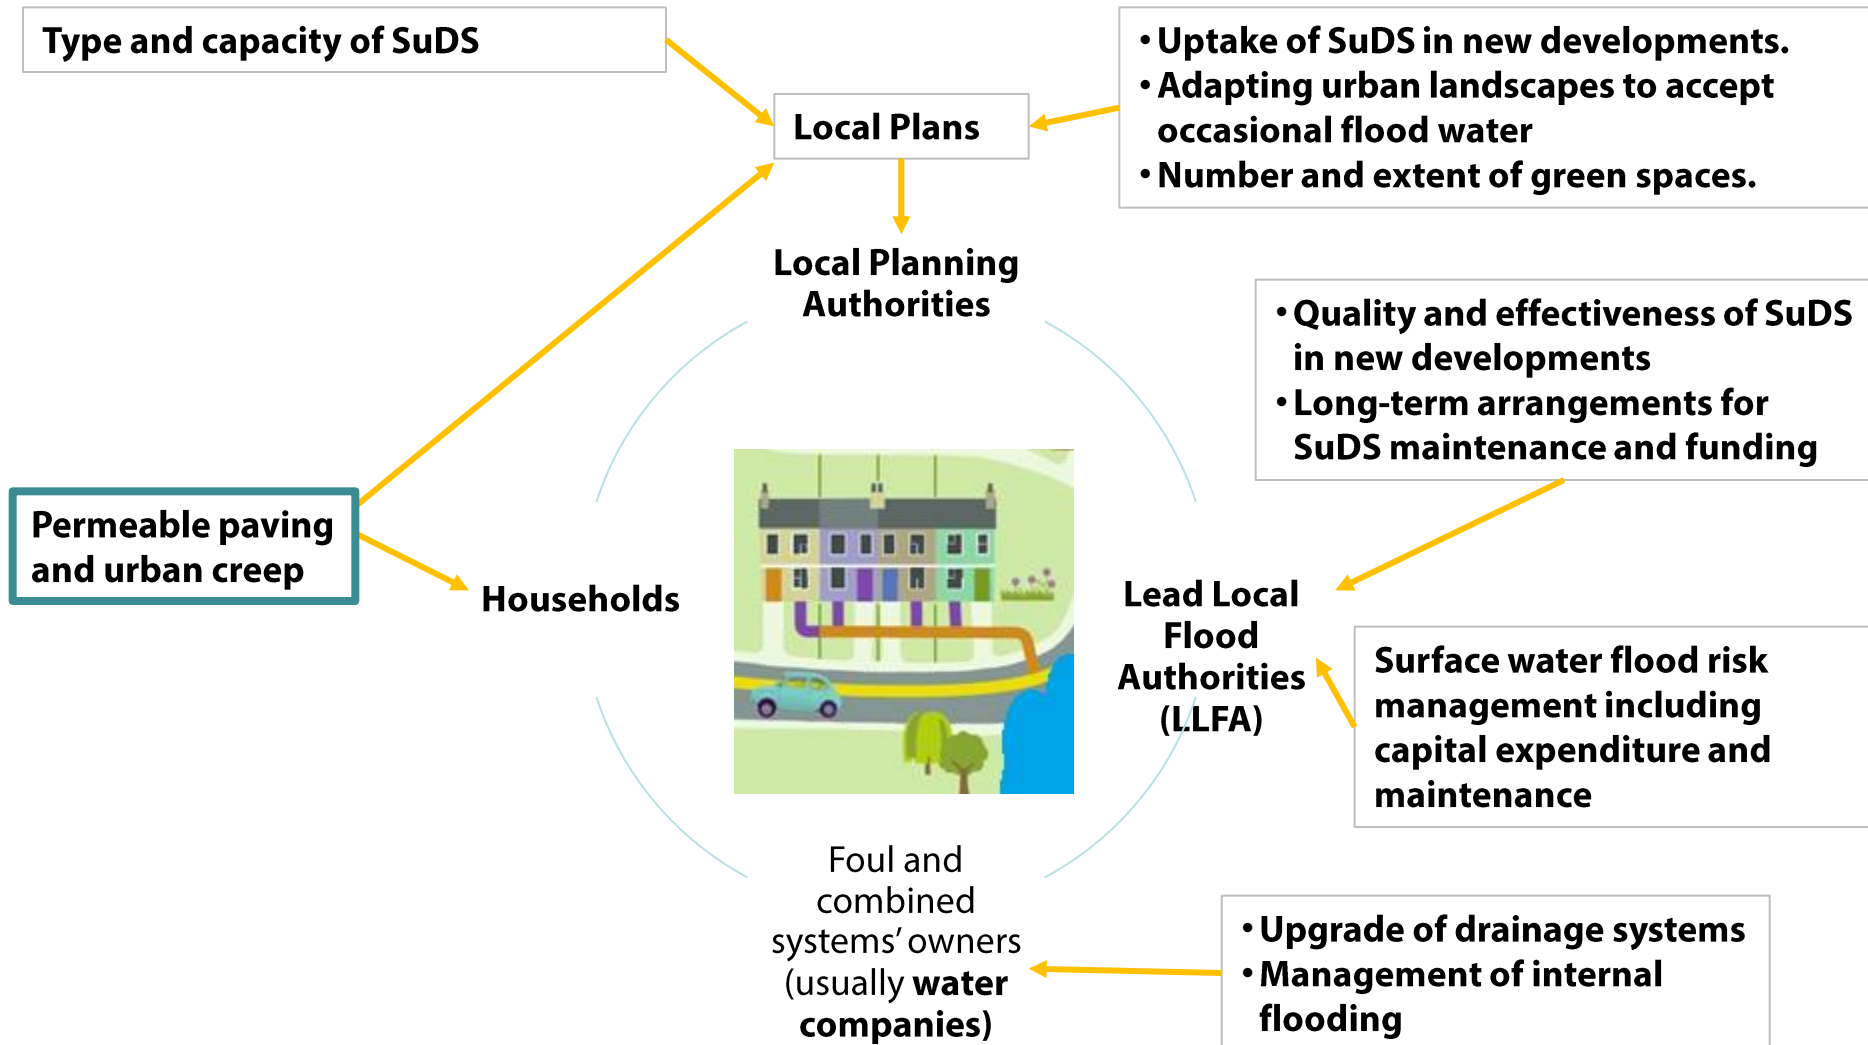 Type and capacity of SuDS
• Uptake of SuDS in new developments.
• Adapting urban landscapes to accept
occasional flood water
• Number and extent of green spaces.
Local Plans
Local Planning
Authorities
• Quality and effectiveness of SuDS
in new developments
• Long-term arrangements for
SuDS maintenance and funding
Permeable paving
and urban creep
Households
Lead Local
Flood
Authorities
(LLFA)
Surface water flood risk
management including
capital expenditure and
maintenance
Foul and
combined
systems’ owners
(usually water
companies)
• Upgrade of drainage systems
• Management of internal
flooding